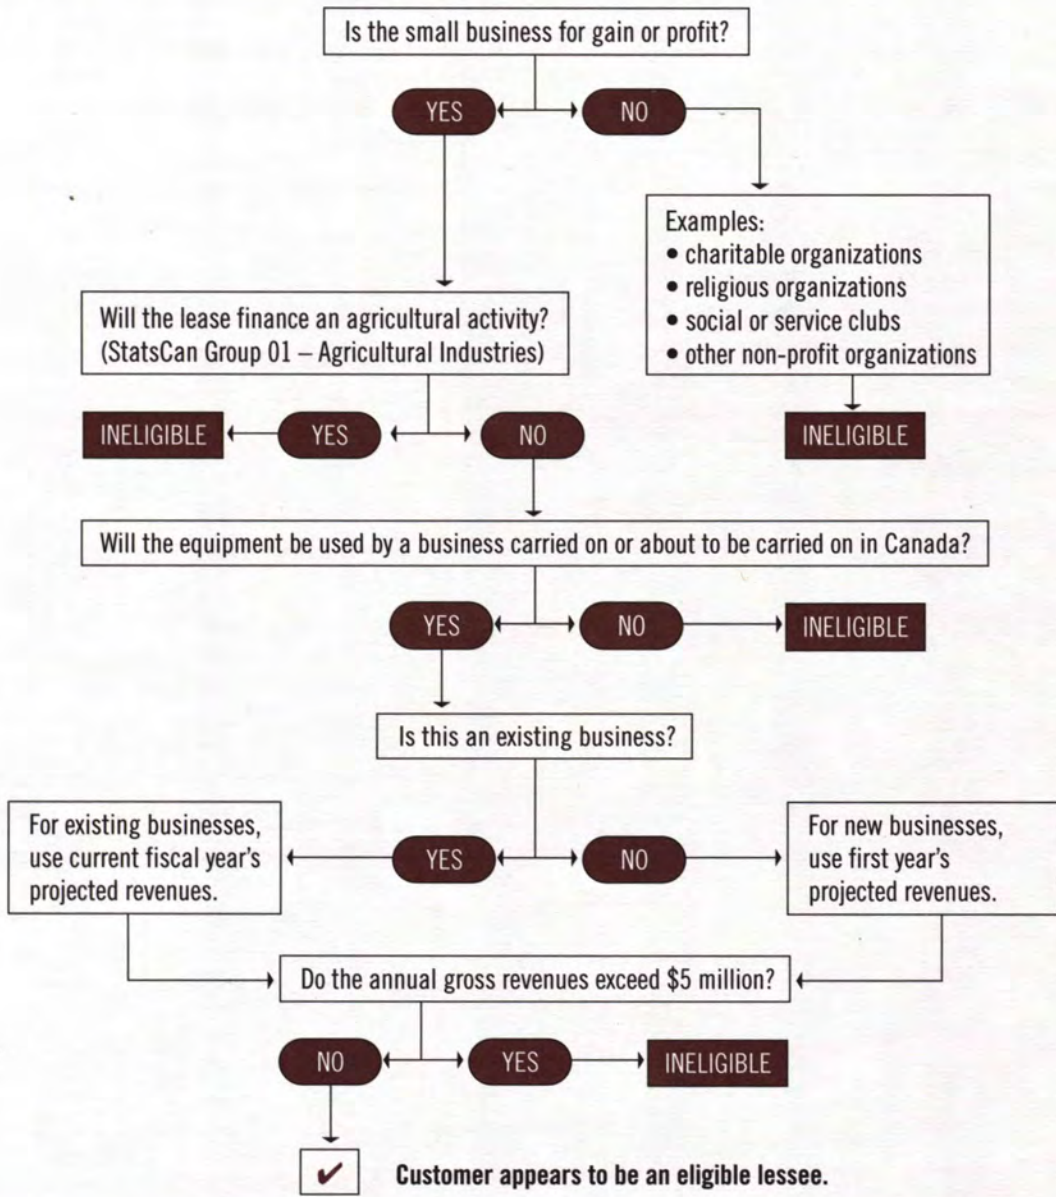 Is the small business for gain or profit?
YES
NO
Examples:
• charitable organizations
• religious organizations
• social or service clubs
• other non-profit organizations
Will the lease finance an agricultural activity?
(StatsCan Group 01 – Agricultural Industries)
INELIGIBLE
YES
NO
INELIGIBLE
Will the equipment be used by a business carried on or about to be carried on in Canada?
YES
NO
INELIGIBLE
Is this an existing business?
For existing businesses,
use current fiscal year's
projected revenues.
YES
NO
For new businesses,
use first year's
projected revenues.
Do the annual gross revenues exceed $5 million?
NO
YES
INELIGIBLE
✔ Customer appears to be an eligible lessee.